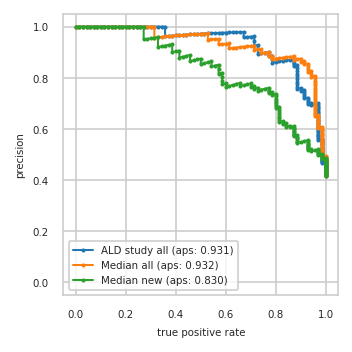 1.0
0.8
0.6
0.4
0.2
0.0
precision
ALD study all (aps: 0.931)
Median all (aps: 0.932)
Median new (aps: 0.830)
0.0 0.2 0.4 0.6 0.8 1.0
true positive rate